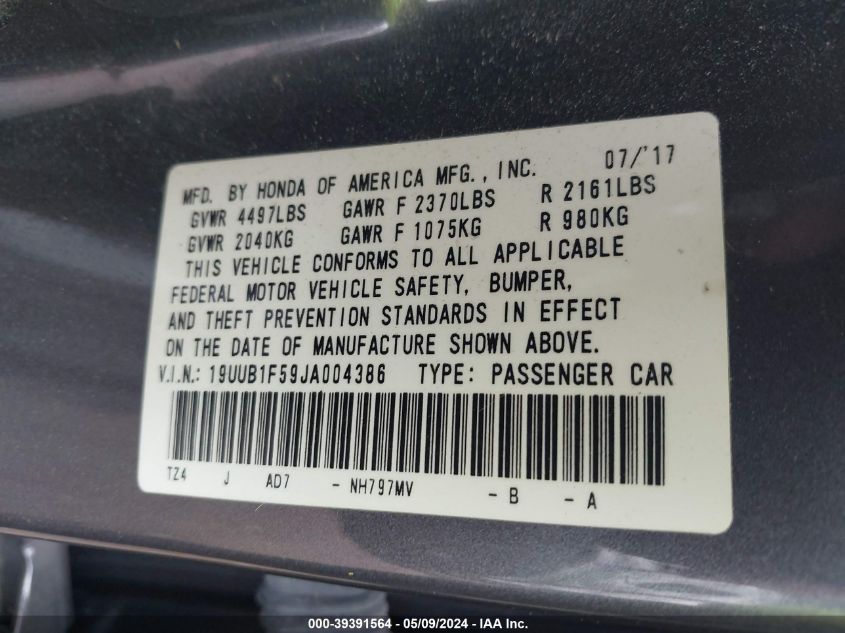 MFD. BY HONDA OF AMERICA MFG., INC. 07/'17
GVWR 4497LBS GAWR F 2370LBS R 2161LBS
GVWR 2040KG GAWR F 1075KG R 980KG
THIS VEHICLE CONFORMS TO ALL APPLICABLE
FEDERAL MOTOR VEHICLE SAFETY, BUMPER,
AND THEFT PREVENTION STANDARDS IN EFFECT
ON THE DATE OF MANUFACTURE SHOWN ABOVE.
V.I.N.: 19UUB1F59JA004386 TYPE: PASSENGER CAR
TZ4 J AD7 - NH797MV - B - A
000-39391564 - 05/09/2024 - IAA Inc.